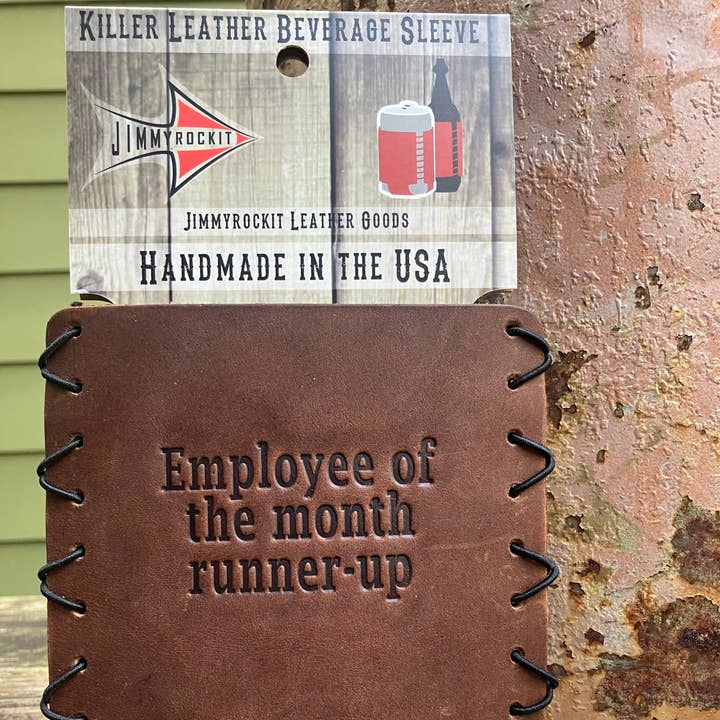 Killer Leather Beverage Sleeve
JIMMYROCKIT
Jimmyrockit Leather Goods
Handmade in the USA
Employee of
the month
runner-up